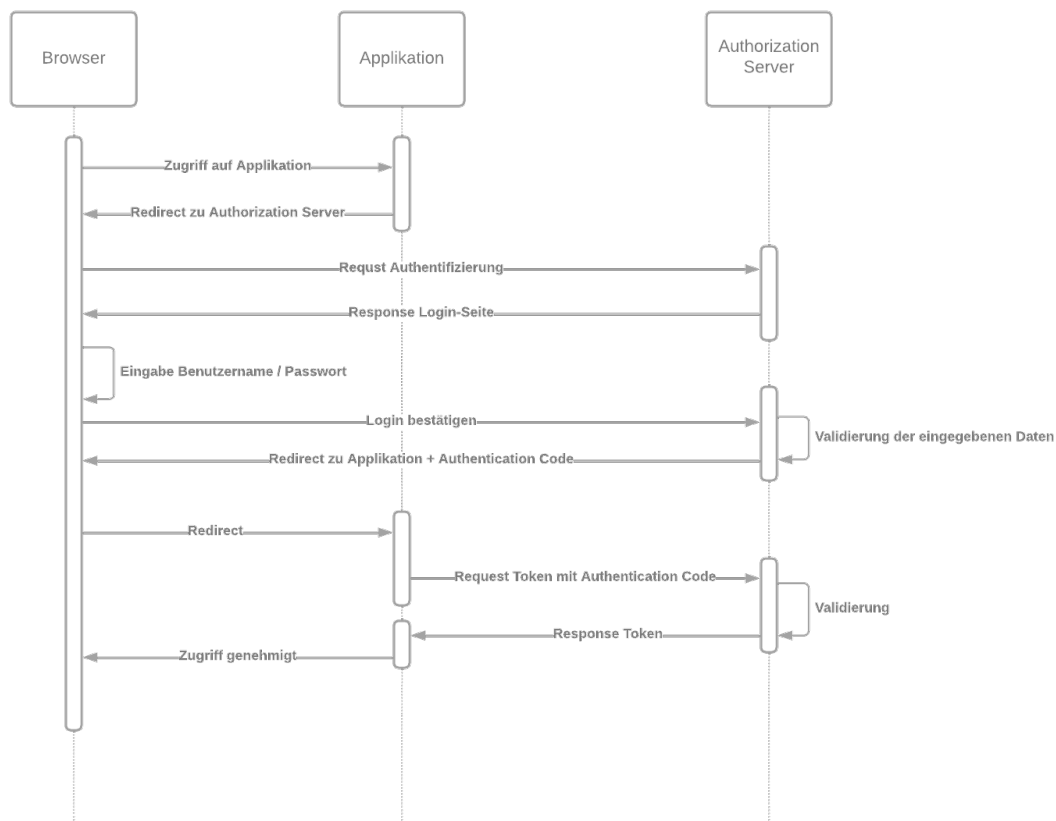 Browser
Applikation
Authorization
Server
Zugriff auf Applikation
Redirect zu Authorization Server
Requst Authentifizierung
Response Login-Seite
Eingabe Benutzername / Passwort
Login bestätigen
Validierung der eingegebenen Daten
Redirect zu Applikation + Authentication Code
Redirect
Request Token mit Authentication Code
Validierung
Response Token
Zugriff genehmigt